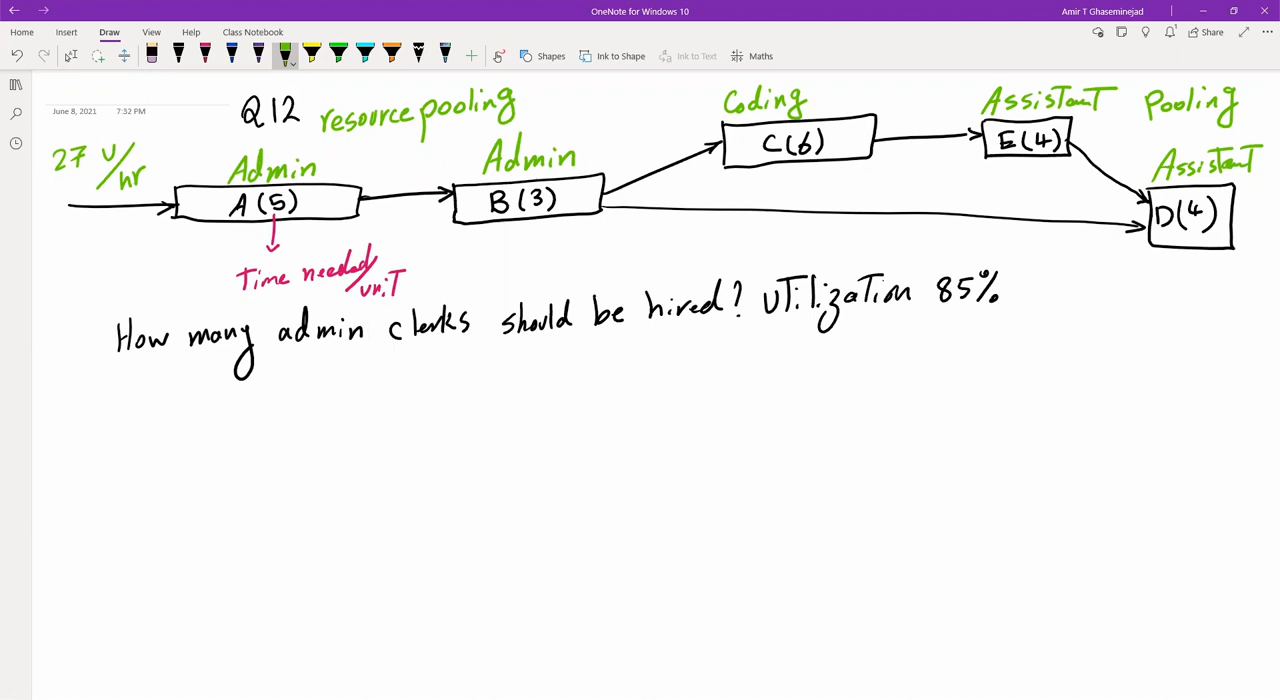 OneNote for Windows 10
Amir T Ghaseminejad
Home Insert Draw View Help Class Notebook
Share
Shapes Ink to Shape Ink to Text Maths
June 8, 2021 7:32 PM
Q12 resource pooling
Coding
Assistant Pooling
27 u/hr
Admin
Admin
C(6)
E(4)
Assistant
A(5)
B(3)
D(4)
Time needed/unit
How many admin clerks should be hired? Utilization 85%